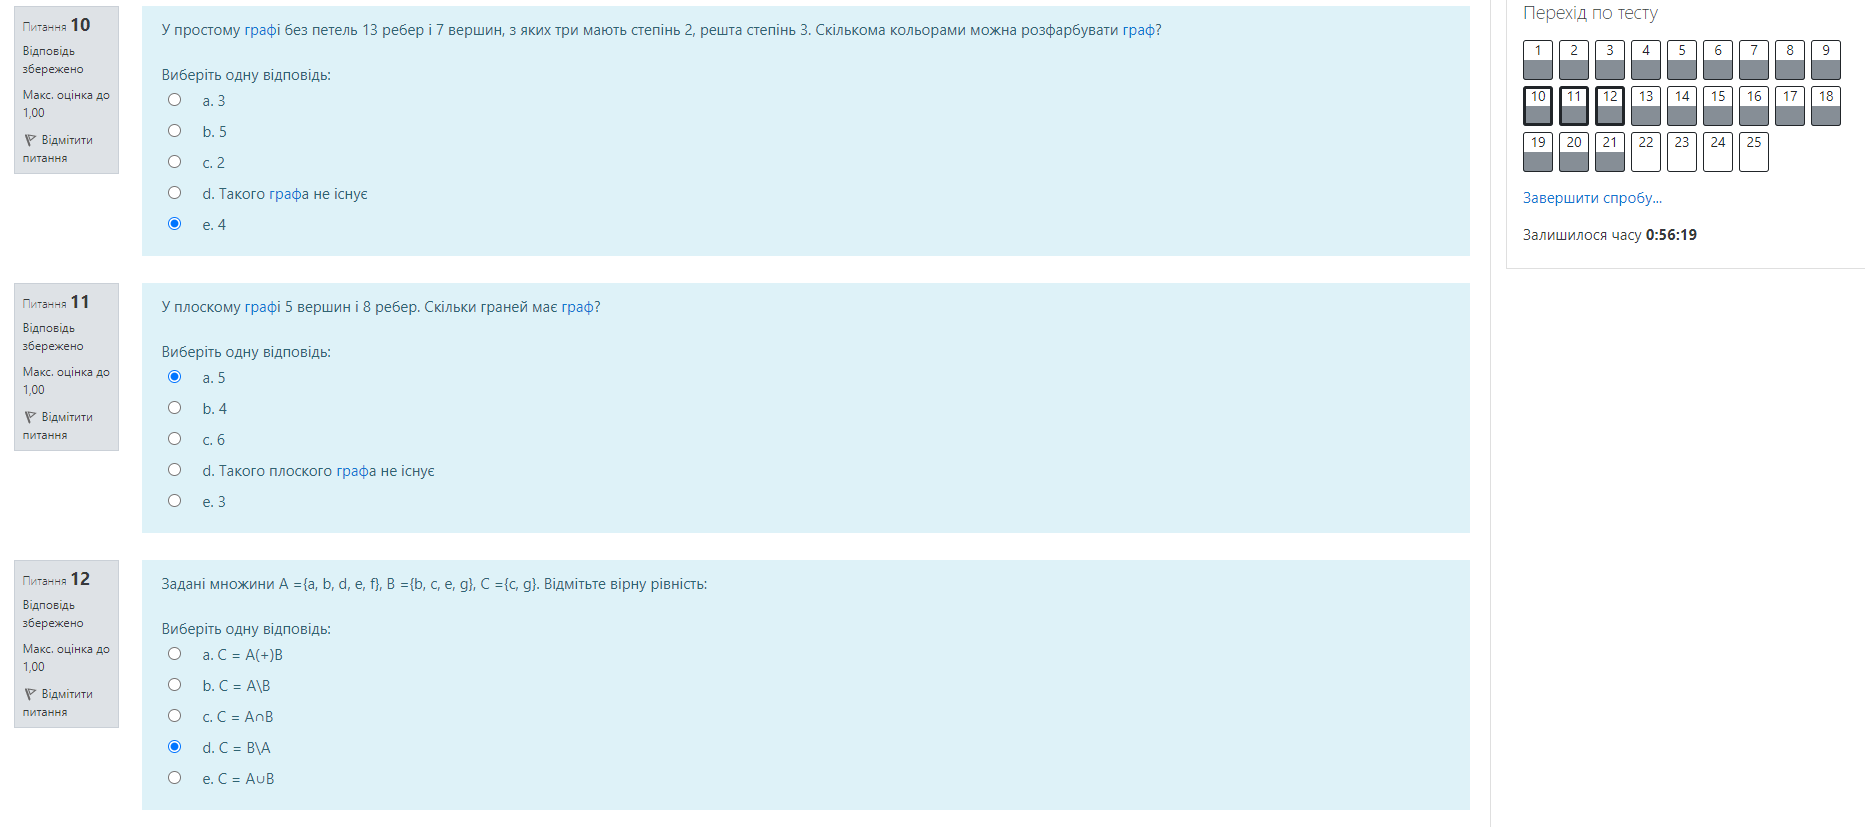 Питання 10
Відповідь
збережено
Макс. оцінка до
1,00
Відмітити
питання
У простому графі без петель 13 ребер і 7 вершин, з яких три мають степінь 2, решта степінь 3. Скількома кольорами можна розфарбувати граф?
Виберіть одну відповідь:
a. 3
b. 5
c. 2
d. Такого графа не існує
e. 4
Питання 11
Відповідь
збережено
Макс. оцінка до
1,00
Відмітити
питання
У плоскому графі 5 вершин і 8 ребер. Скільки граней має граф?
Виберіть одну відповідь:
a. 5
b. 4
c. 6
d. Такого плоского графа не існує
e. 3
Питання 12
Відповідь
збережено
Макс. оцінка до
1,00
Відмітити
питання
Задані множини A ={a, b, d, e, f}, B ={b, c, e, g}, C ={c, g}. Відмітьте вірну рівність:
Виберіть одну відповідь:
a. C = A(+)B
b. C = A\B
c. C = A∩B
d. C = B\A
e. C = A∪B
Перехід по тесту
1 2 3 4 5 6 7 8 9
10 11 12 13 14 15 16 17 18
19 20 21 22 23 24 25
Завершити спробу...
Залишилося часу 0:56:19